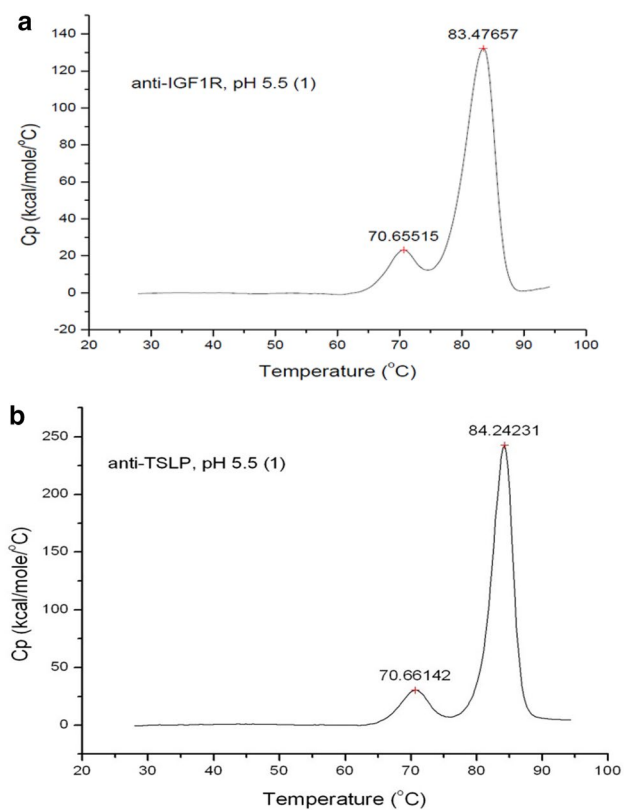 a
140
120
100
80
60
40
20
0
-20
Cp (kcal/mole/°C)
83.47657
anti-IGF1R, pH 5.5 (1)
70.65515
20 30 40 50 60 70 80 90 100
Temperature (°C)
b
250
200
150
100
50
0
Cp (kcal/mole/°C)
84.24231
anti-TSLP, pH 5.5 (1)
70.66142
20 30 40 50 60 70 80 90 100
Temperature (°C)